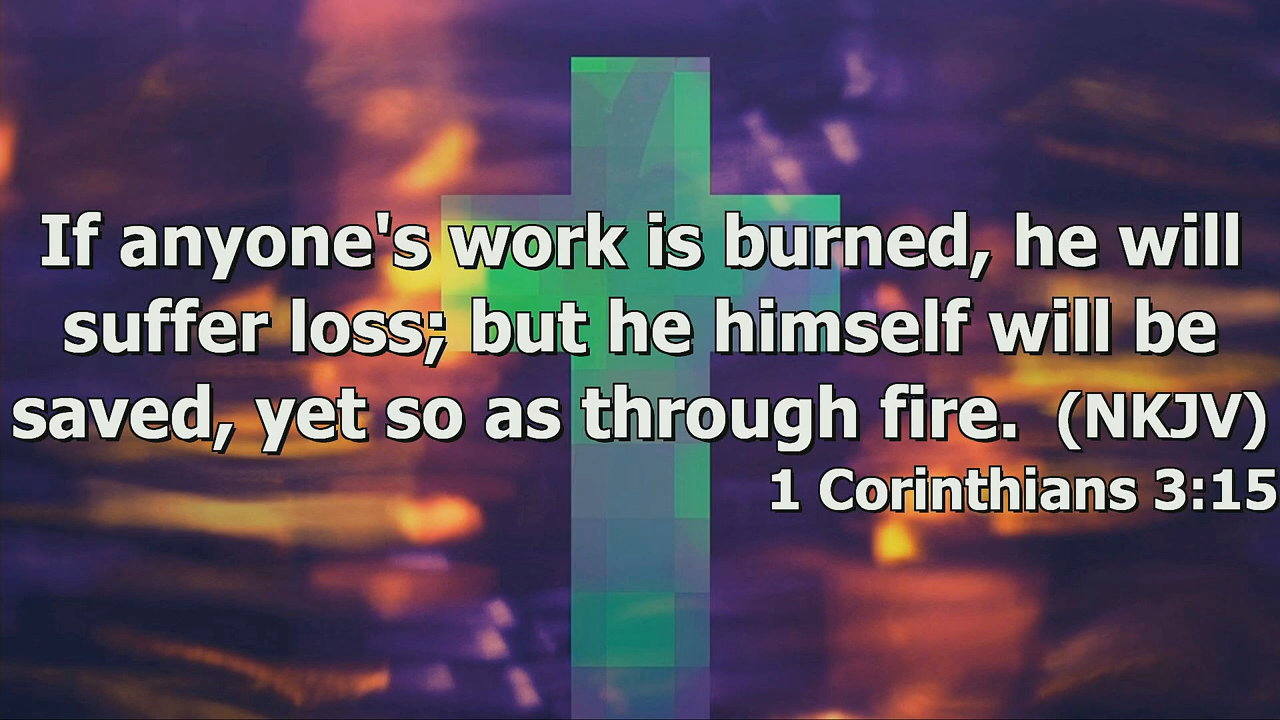 If anyone's work is burned, he will
suffer loss; but he himself will be
saved, yet so as through fire. (NKJV)
1 Corinthians 3:15